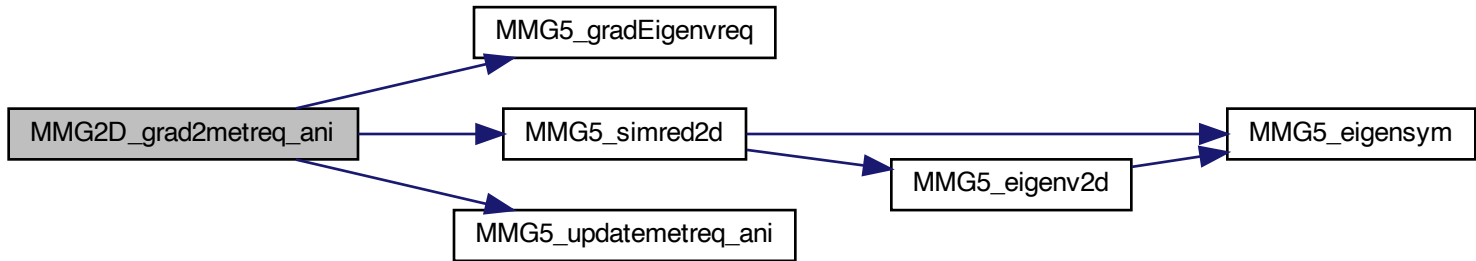 MMG5_gradEigenvreq
MMG2D_grad2metreq_ani
MMG5_simred2d
MMG5_eigensym
MMG5_eigenv2d
MMG5_updatemetreq_ani